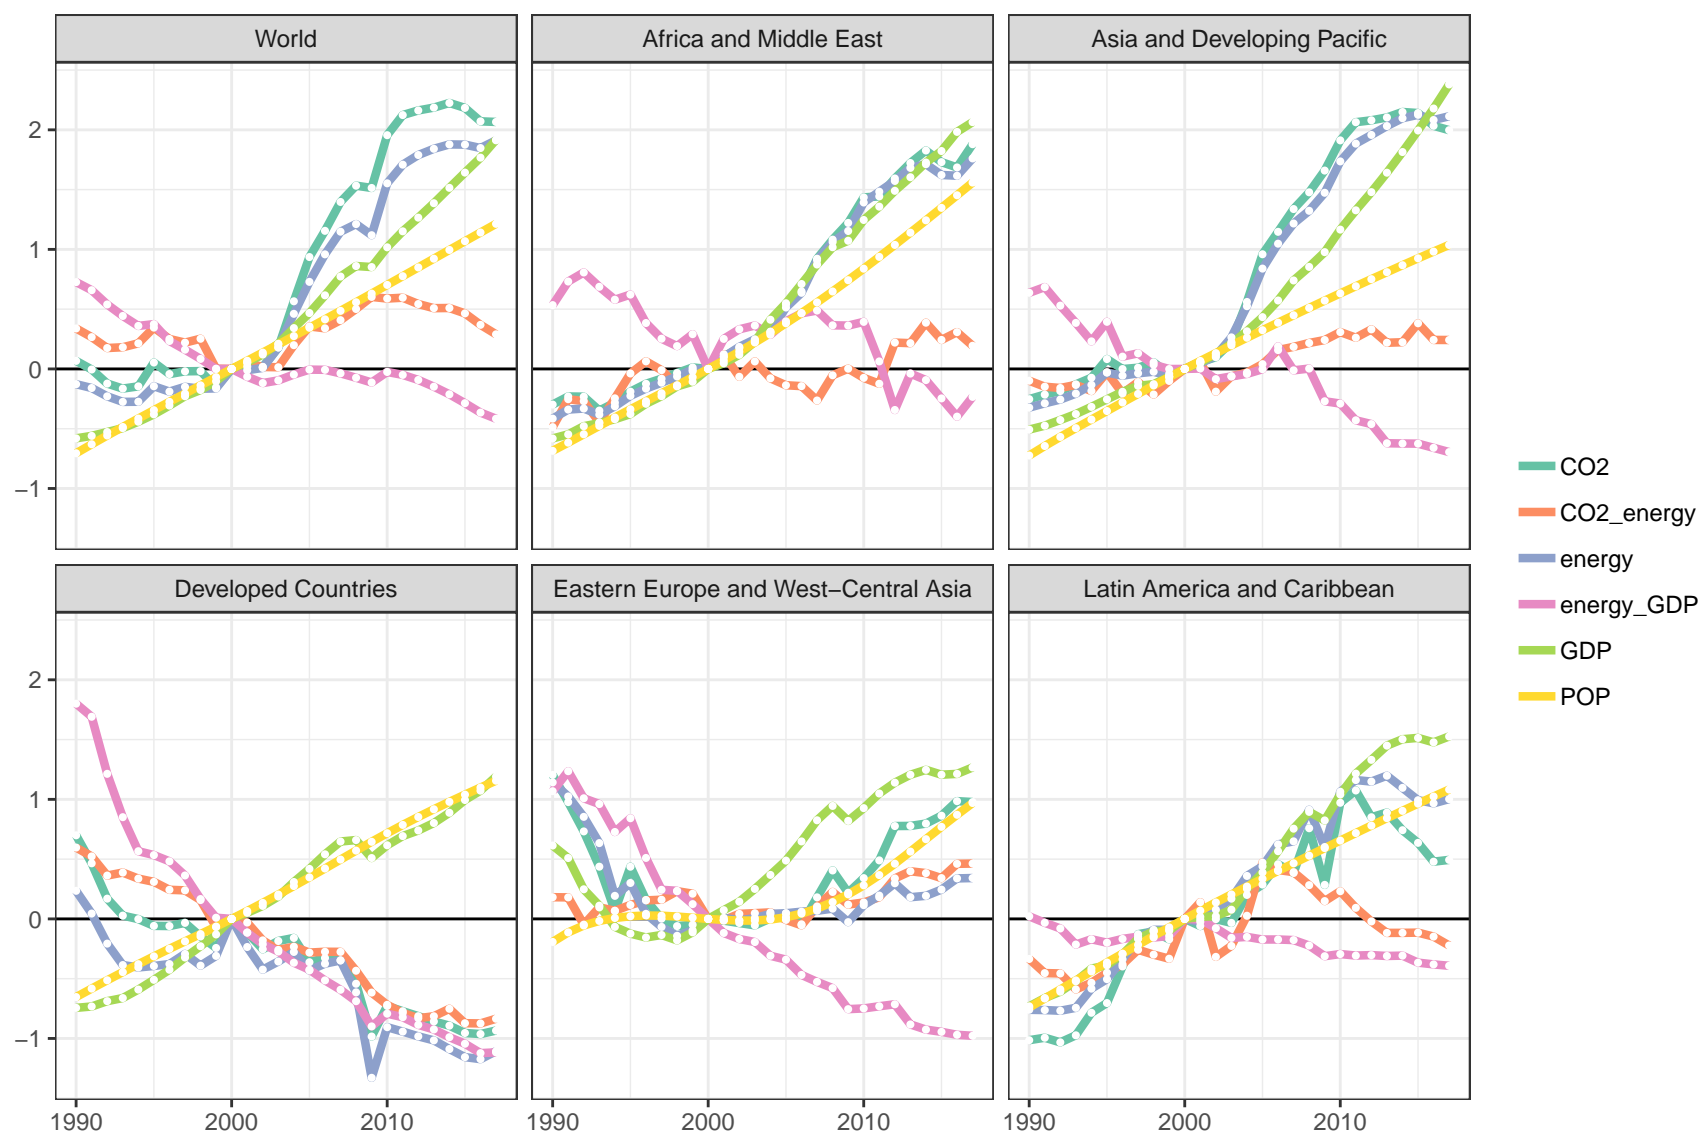 World
Africa and Middle East
Asia and Developing Pacific
2
1
0
−1
Developed Countries
Eastern Europe and West−Central Asia
Latin America and Caribbean
2
1
0
−1
1990
2000
2010
1990
2000
2010
1990
2000
2010
CO2
CO2_energy
energy
energy_GDP
GDP
POP